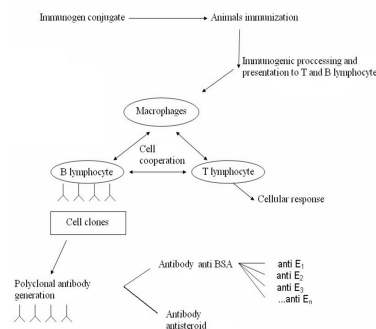 Immunogen conjugate
Animals immunization
Immunogenic proccessing and
presentation to T and B lymphocyte
Macrophages
Cell
cooperation
B lymphocyte
T lymphocyte
Cellular response
Cell clones
Antibody anti BSA
anti E1
anti E2
anti E3
...anti En
Polyclonal antibody
generation
Antibody
antisteroid